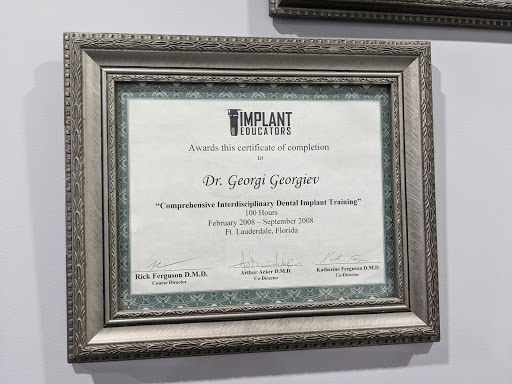 IMPLANT
EDUCATORS
Awards this certificate of completion
to
Dr. Georgi Georgiev
"Comprehensive Interdisciplinary Dental Implant Training"
100 Hours
February 2008 – September 2008
Ft. Lauderdale, Florida
Rick Ferguson D.M.D.
Course Director
Arthur Acker D.M.D.
Co-Director
Katherine Ferguson D.M.D.
Co-Director